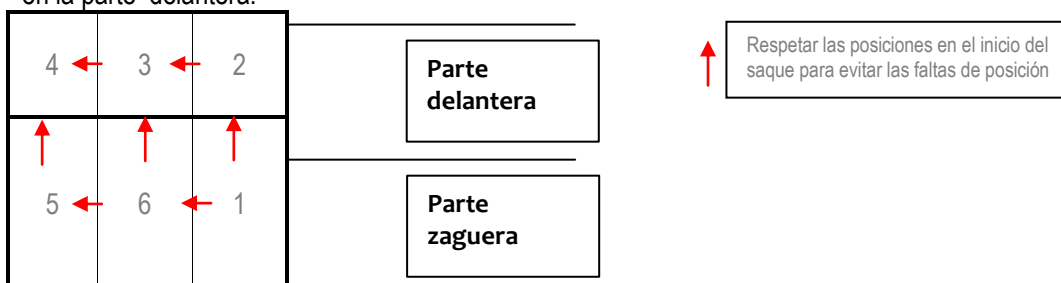 en la parte delantera.
4 3 2
Parte
delantera
Respetar las posiciones en el inicio del
saque para evitar las faltas de posición
5 6 1
Parte
zaguera